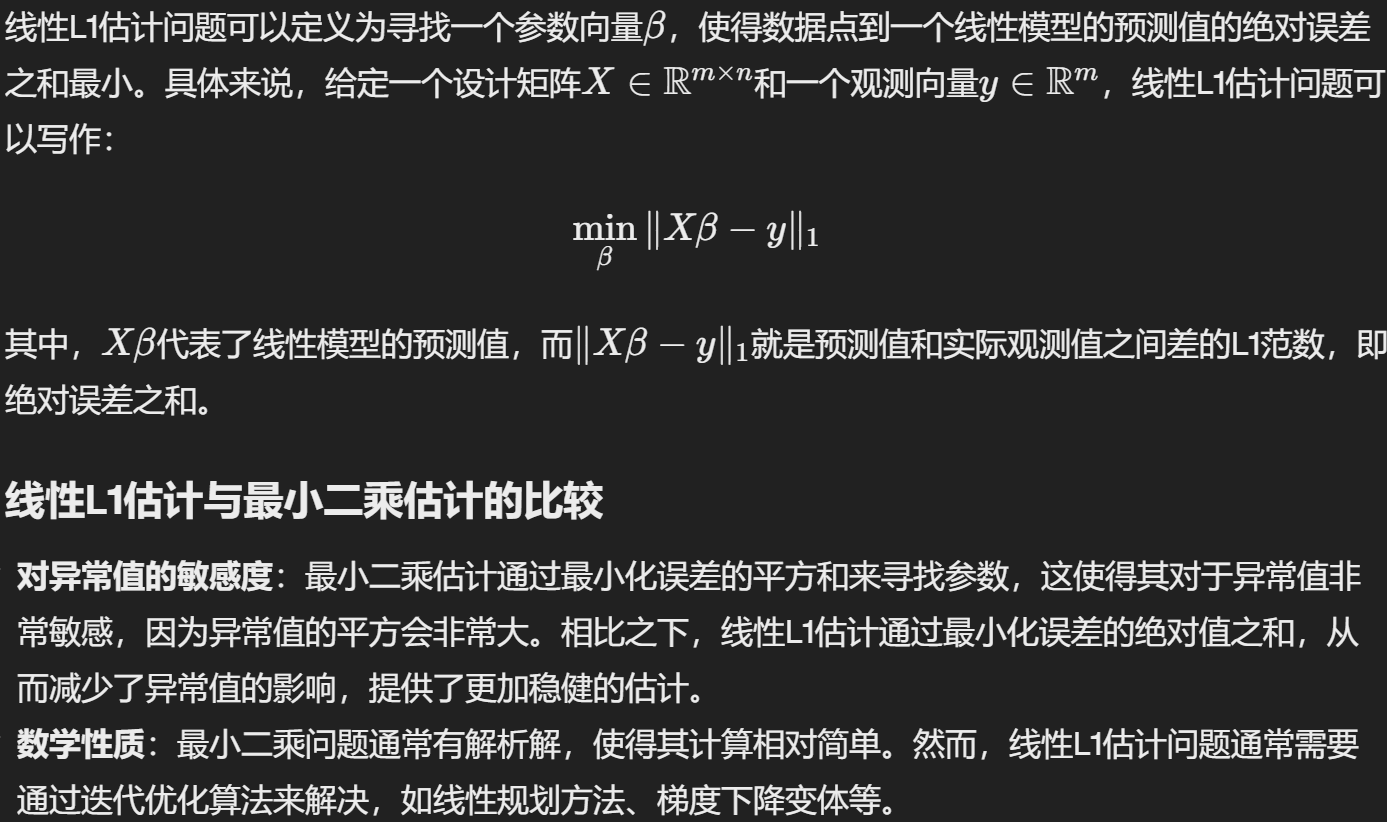 线性L1估计问题可以定义为寻找一个参数向量β，使得数据点到一个线性模型的预测值的绝对误差
之和最小。具体来说，给定一个设计矩阵X ∈ ℝ^{m×n}和一个观测向量y ∈ ℝ^m，线性L1估计问题可
以写作：
min_β ‖Xβ − y‖₁
其中，Xβ代表了线性模型的预测值，而‖Xβ − y‖₁就是预测值和实际观测值之间差的L1范数，即
绝对误差之和。
线性L1估计与最小二乘估计的比较
对异常值的敏感度：最小二乘估计通过最小化误差的平方和来寻找参数，这使得其对于异常值非
常敏感，因为异常值的平方会非常大。相比之下，线性L1估计通过最小化误差的绝对值之和，从
而减少了异常值的影响，提供了更加稳健的估计。
数学性质：最小二乘问题通常有解析解，使得其计算相对简单。然而，线性L1估计问题通常需要
通过迭代优化算法来解决，如线性规划方法、梯度下降变体等。